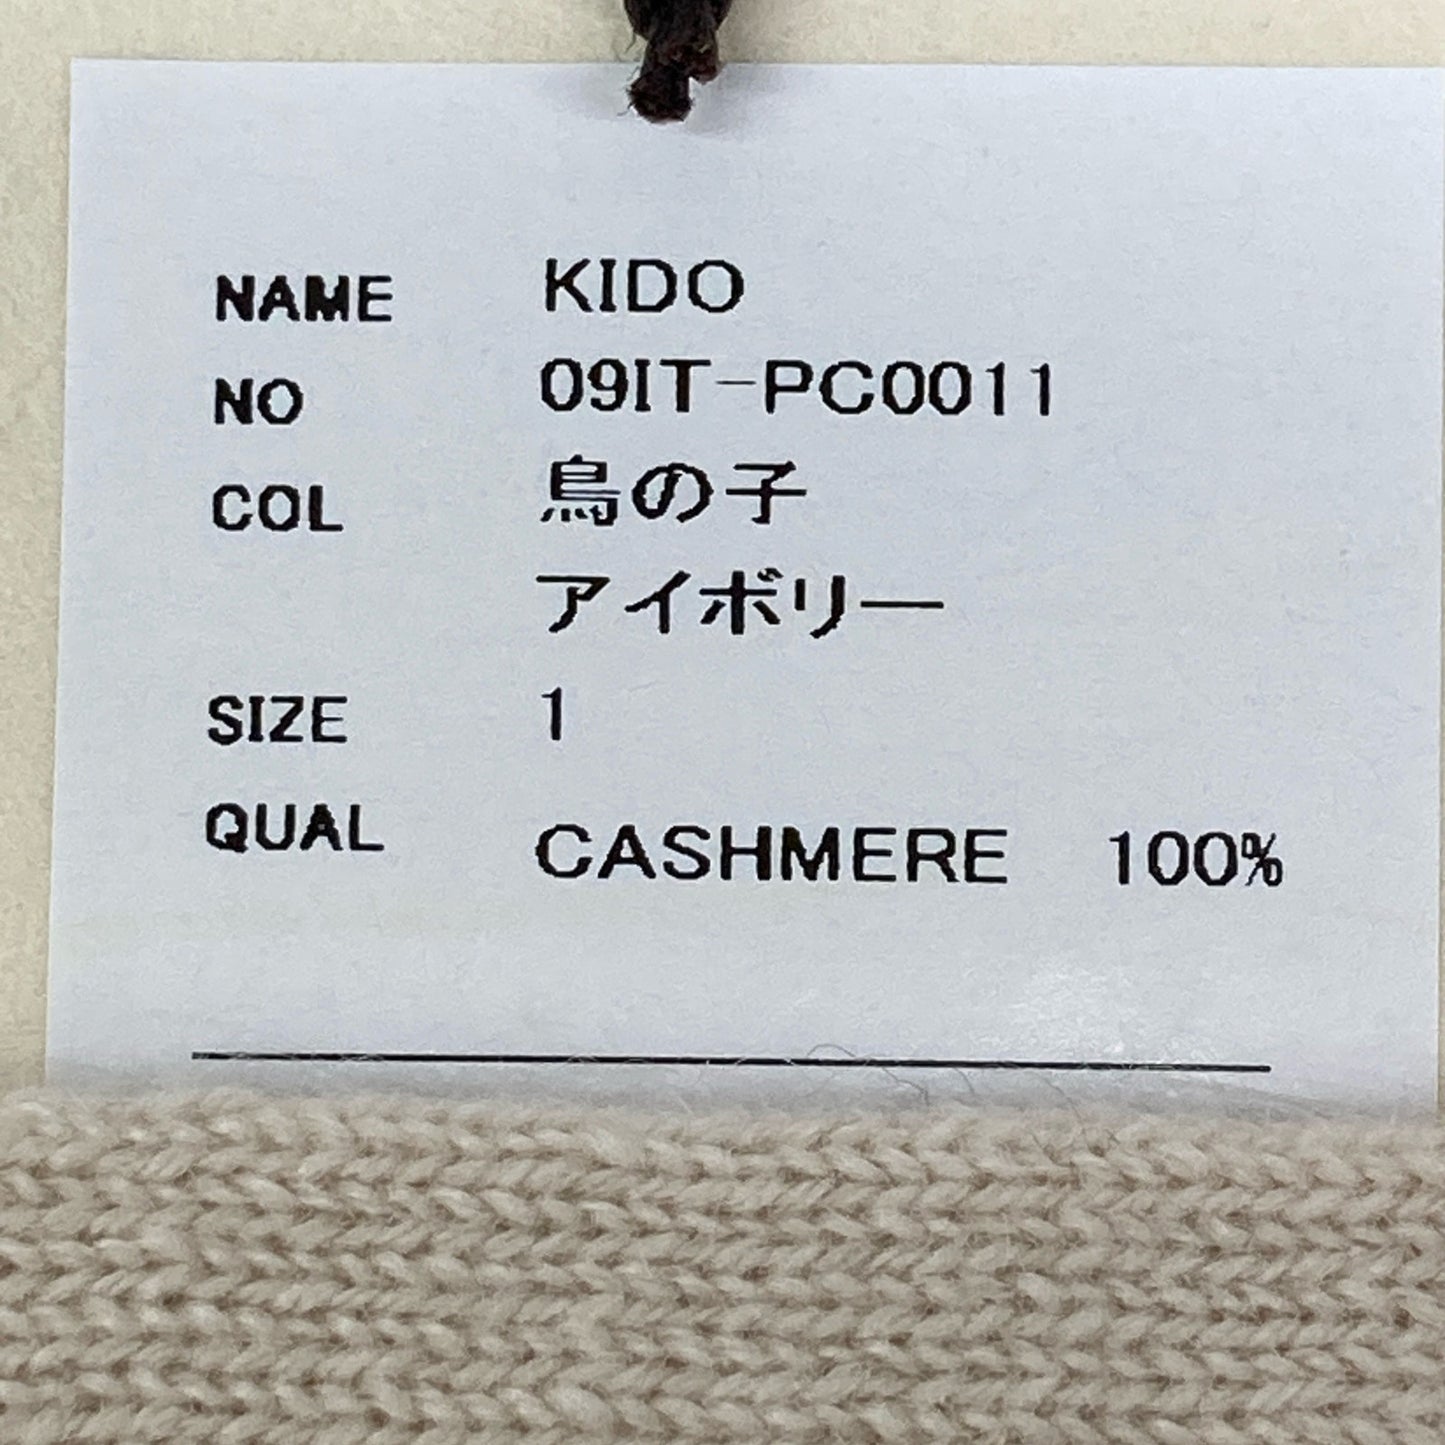 NAME KIDO
NO 09IT-PC0011
COL 鳥の子
アイボリー
SIZE 1
QUAL CASHMERE 100%